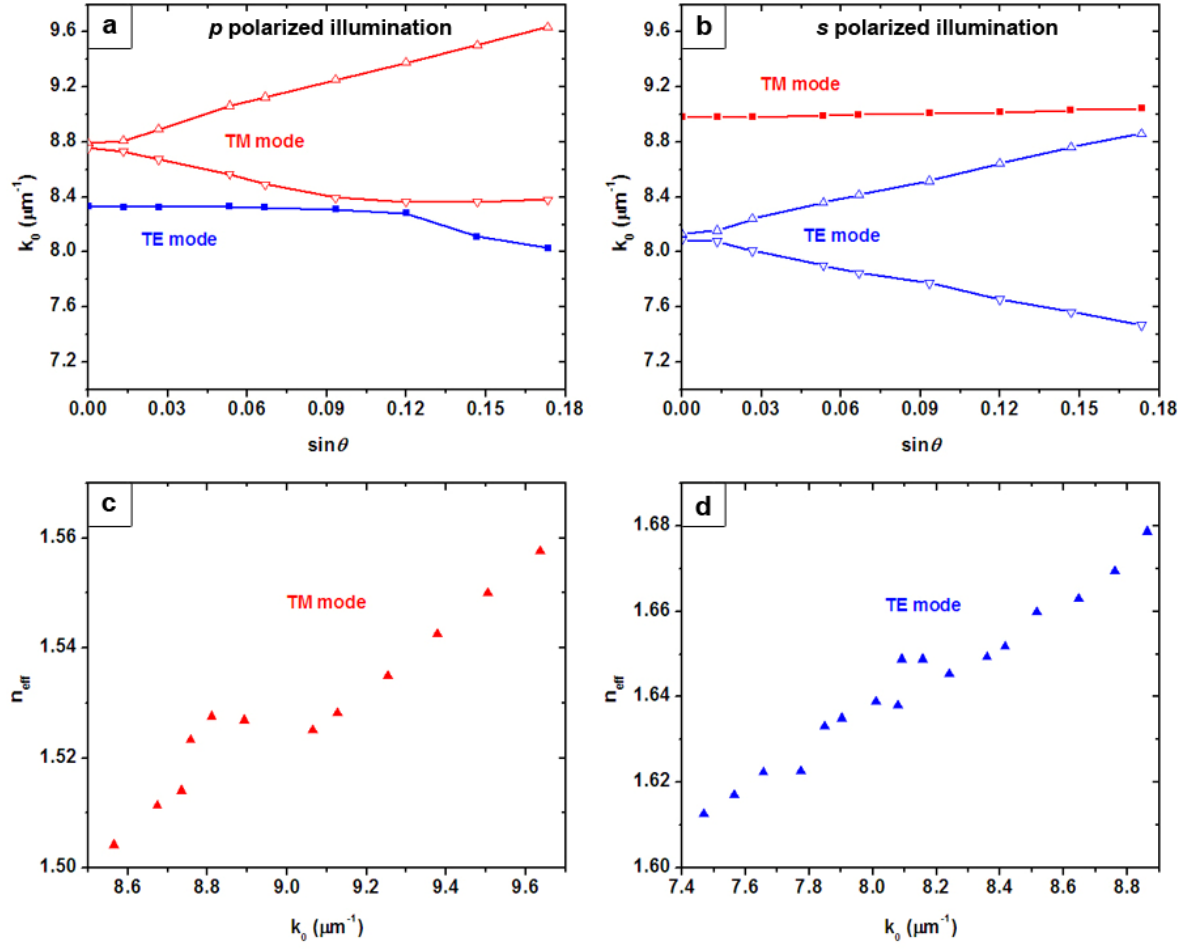 a
p polarized illumination
9.6
9.2
8.8
8.4
8.0
7.6
7.2
k₀ (μm⁻¹)
TM mode
TE mode
0.00 0.03 0.06 0.09 0.12 0.15 0.18
sinθ
b
s polarized illumination
9.6
9.2
8.8
8.4
8.0
7.6
7.2
k₀ (μm⁻¹)
TM mode
TE mode
0.00 0.03 0.06 0.09 0.12 0.15 0.18
sinθ
c
1.56
1.54
1.52
1.50
n_eff
TM mode
8.6 8.8 9.0 9.2 9.4 9.6
k₀ (μm⁻¹)
d
1.68
1.66
1.64
1.62
1.60
n_eff
TE mode
7.4 7.6 7.8 8.0 8.2 8.4 8.6 8.8
k₀ (μm⁻¹)